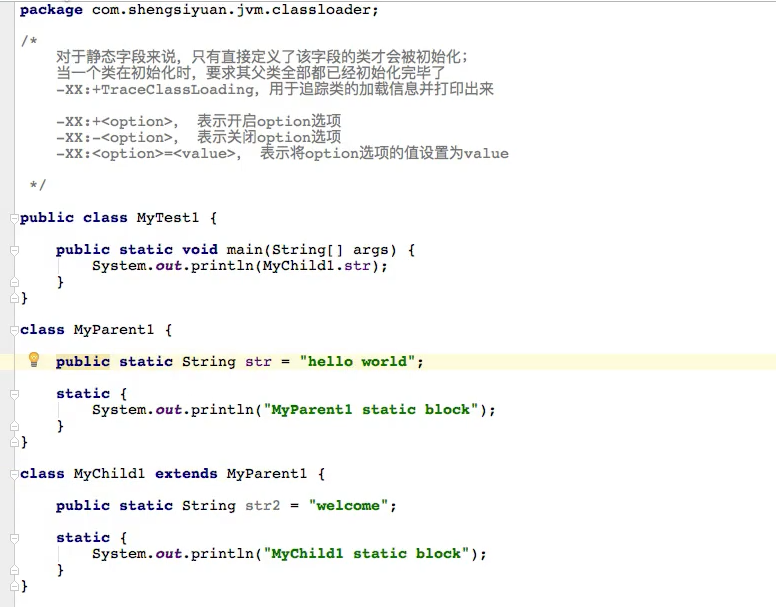 package com.shengsiyuan.jvm.classloader;
/*
对于静态字段来说，只有直接定义了该字段的类才会被初始化；
当一个类在初始化时，要求其父类全部都已经初始化完毕了
-XX:+TraceClassLoading，用于追踪类的加载信息并打印出来
-XX:+<option>， 表示开启option选项
-XX:-<option>， 表示关闭option选项
-XX:<option>=<value>， 表示将option选项的值设置为value
*/
public class MyTest1 {
public static void main(String[] args) {
System.out.println(MyChild1.str);
}
}
class MyParent1 {
public static String str = "hello world";
static {
System.out.println("MyParent1 static block");
}
}
class MyChild1 extends MyParent1 {
public static String str2 = "welcome";
static {
System.out.println("MyChild1 static block");
}
}